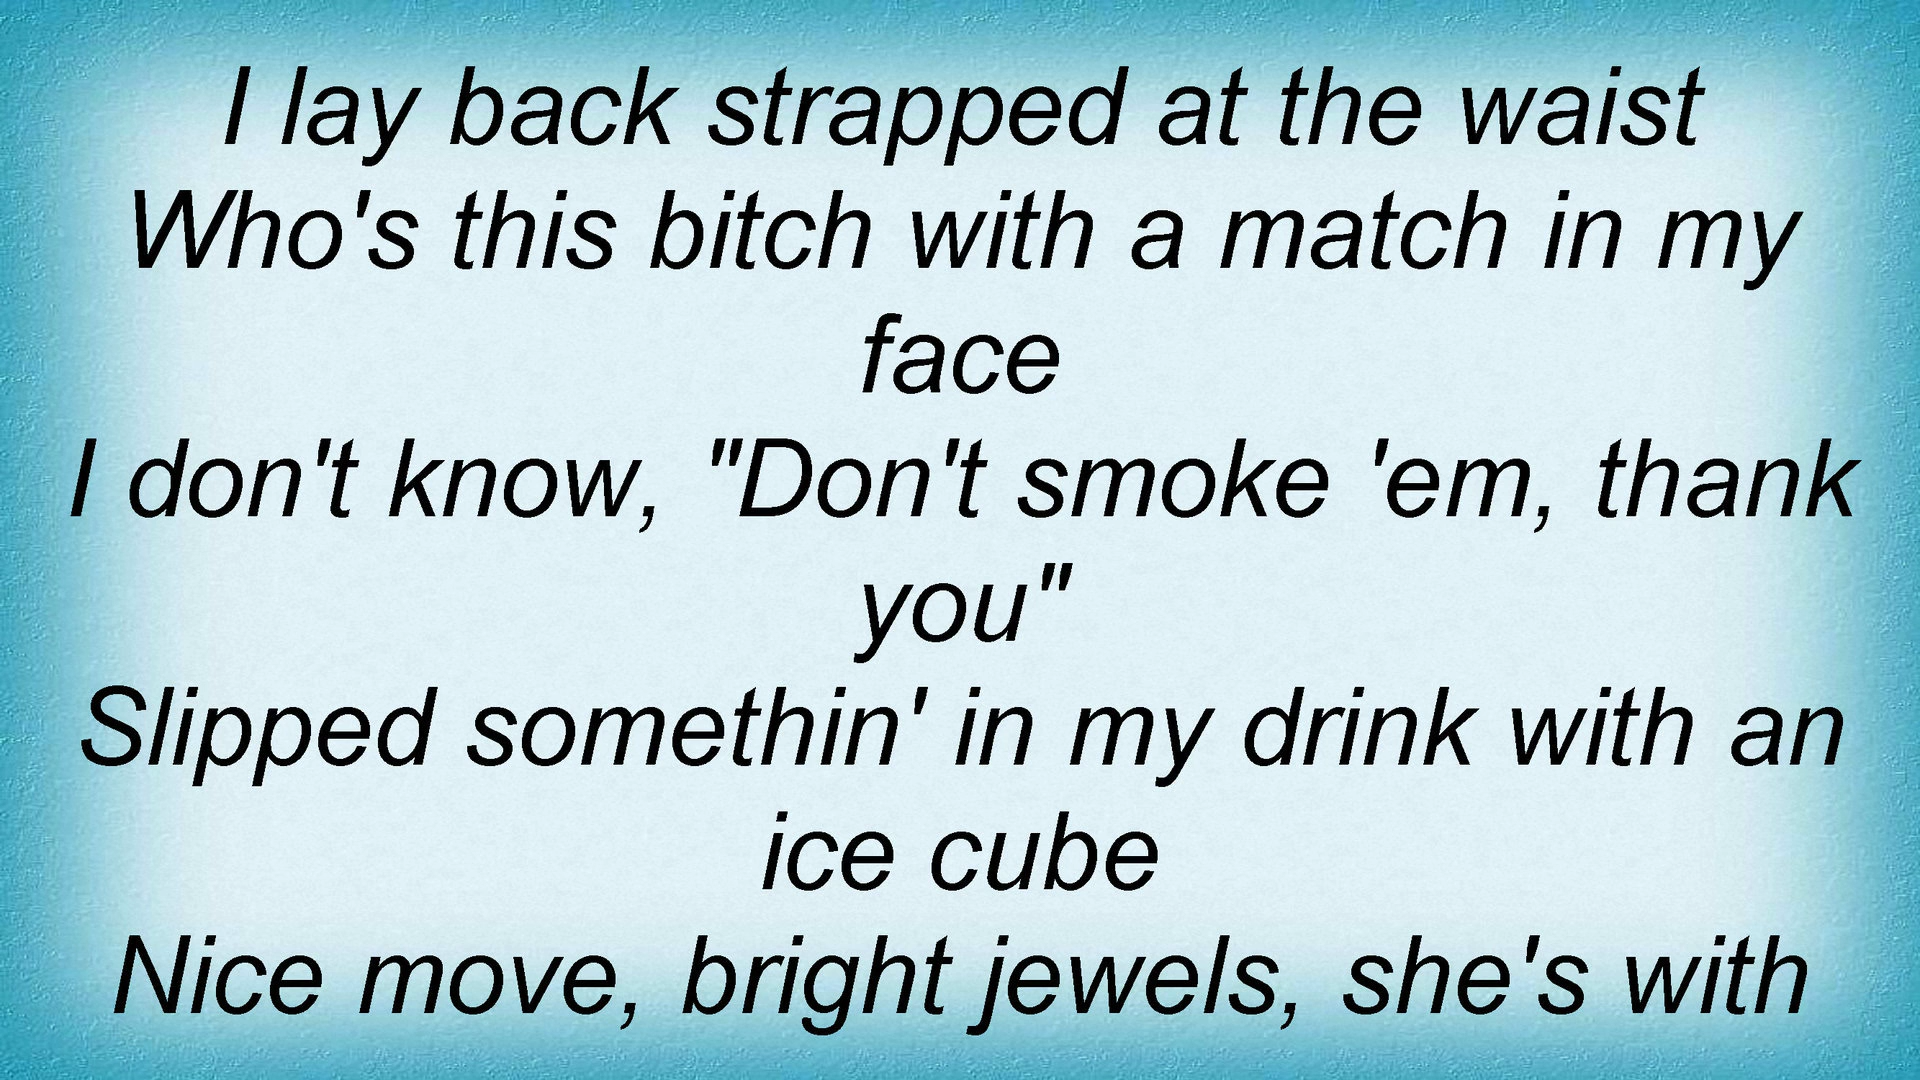 I lay back strapped at the waist
Who's this bitch with a match in my
face
I don't know, "Don't smoke 'em, thank
you"
Slipped somethin' in my drink with an
ice cube
Nice move, bright jewels, she's with